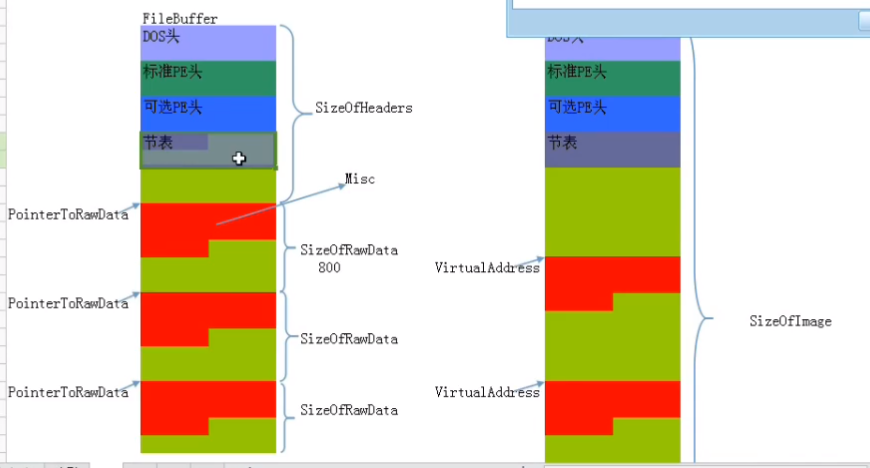 FileBuffer
DOS头
标准PE头
可选PE头
SizeOfHeaders
节表
Misc
PointerToRawData
SizeOfRawData
800
PointerToRawData
SizeOfRawData
PointerToRawData
SizeOfRawData
DOS头
标准PE头
可选PE头
节表
VirtualAddress
SizeOfImage
VirtualAddress